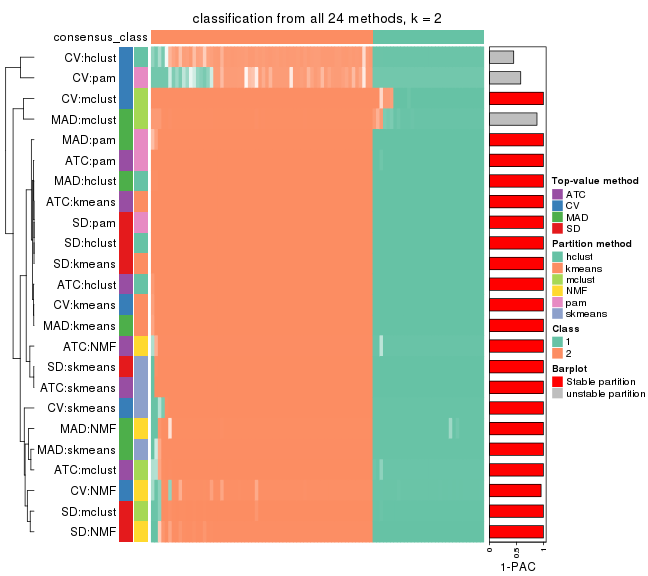 classification from all 24 methods, k = 2
consensus_class
CV:hclust
CV:pam
CV:mclust
MAD:mclust
MAD:pam
ATC:pam
MAD:hclust
ATC:kmeans
SD:pam
SD:hclust
SD:kmeans
ATC:hclust
CV:kmeans
MAD:kmeans
ATC:NMF
SD:skmeans
ATC:skmeans
CV:skmeans
MAD:NMF
MAD:skmeans
ATC:mclust
CV:NMF
SD:mclust
SD:NMF
0
0.5
1
1-PAC
Top-value method
ATC
CV
MAD
SD
Partition method
hclust
kmeans
mclust
NMF
pam
skmeans
Class
1
2
Barplot
Stable partition
unstable partition